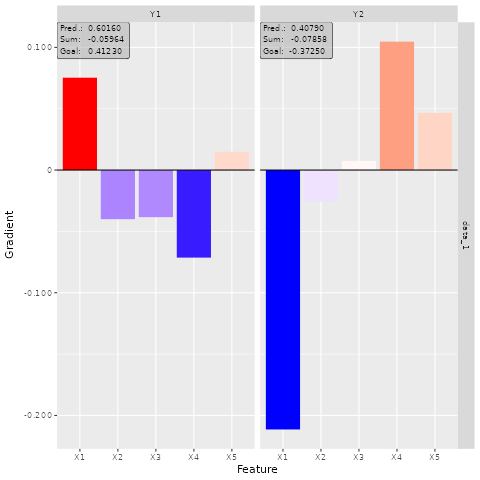 Y1
Y2
Pred.: 0.60160
Sum: -0.05964
Goal: 0.41230
Pred.: 0.40790
Sum: -0.07858
Goal: -0.37250
0.100
0
-0.100
-0.200
Gradient
data_1
X1 X2 X3 X4 X5
X1 X2 X3 X4 X5
Feature